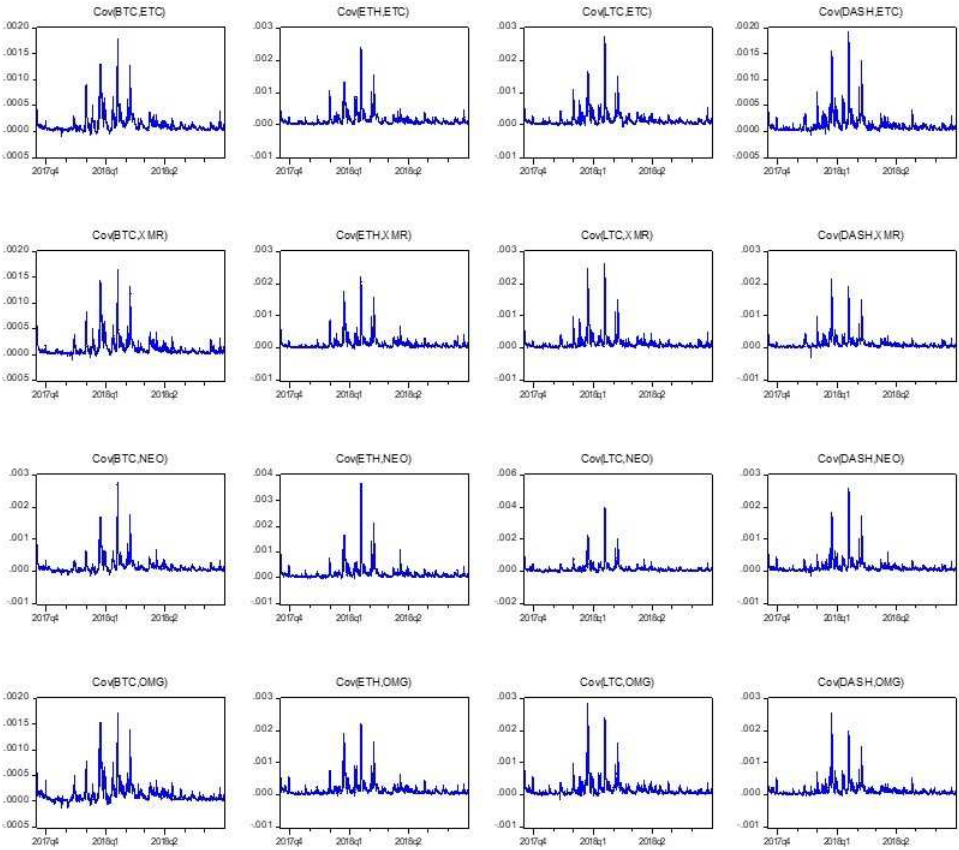 Cov(BTC,ETC)
.0020
.0015
.0010
.0005
.0000
.0005
2017q4 2018q1 2018q2
Cov(ETH,ETC)
.003
.002
.001
.000
-.001
2017q4 2018q1 2018q2
Cov(LTC,ETC)
.003
.002
.001
.000
-.001
2017q4 2018q1 2018q2
Cov(DASH,ETC)
.0020
.0015
.0010
.0005
.0000
-.0005
2017q4 2018q1 2018q2
Cov(BTC,XMR)
.0020
.0015
.0010
.0005
.0000
.0005
2017q4 2018q1 2018q2
Cov(ETH,XMR)
.003
.002
.001
.000
-.001
2017q4 2018q1 2018q2
Cov(LTC,XMR)
.003
.002
.001
.000
-.001
2017q4 2018q1 2018q2
Cov(DASH,XMR)
.003
.002
.001
.000
-.001
2017q4 2018q1 2018q2
Cov(BTC,NEO)
.003
.002
.001
.000
-.001
2017q4 2018q1 2018q2
Cov(ETH,NEO)
.004
.003
.002
.001
.000
-.001
2017q4 2018q1 2018q2
Cov(LTC,NEO)
.006
.004
.002
.000
-.002
2017q4 2018q1 2018q2
Cov(DASH,NEO)
.003
.002
.001
.000
-.001
2017q4 2018q1 2018q2
Cov(BTC,OMG)
.0020
.0015
.0010
.0005
.0000
.0005
2017q4 2018q1 2018q2
Cov(ETH,OMG)
.003
.002
.001
.000
-.001
2017q4 2018q1 2018q2
Cov(LTC,OMG)
.003
.002
.001
.000
-.001
2017q4 2018q1 2018q2
Cov(DASH,OMG)
.003
.002
.001
.000
-.001
2017q4 2018q1 2018q2